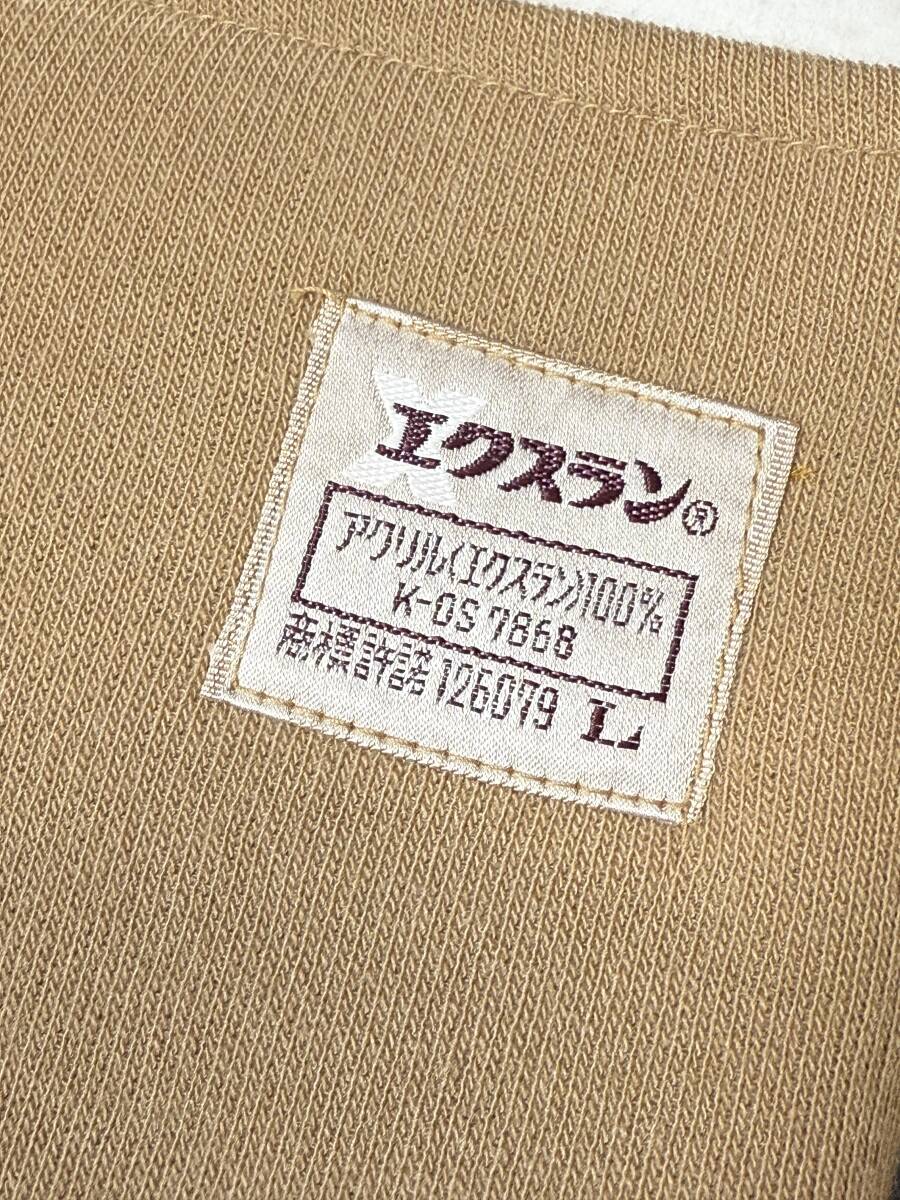 エクスラン®
アクリル〈エクスラン〉100%
K-OS 7868
商標許諾 126079 L